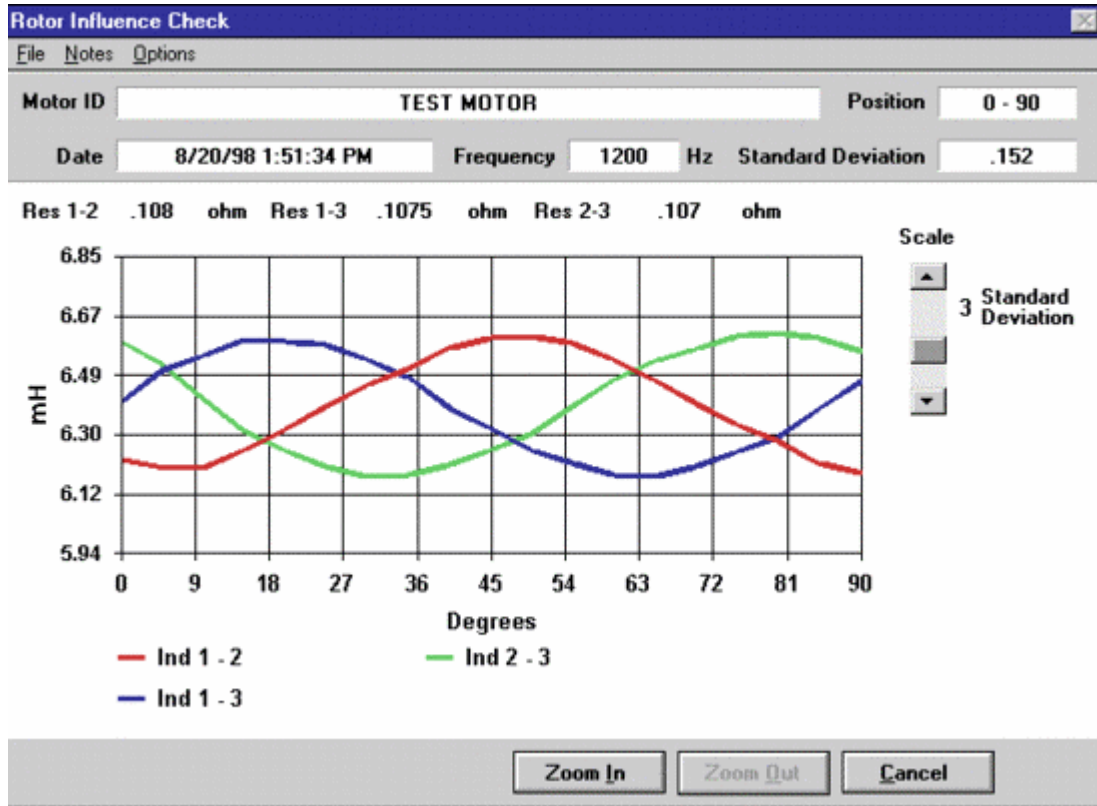 Rotor Influence Check
File Notes Options
Motor ID TEST MOTOR Position 0 - 90
Date 8/20/98 1:51:34 PM Frequency 1200 Hz Standard Deviation .152
Res 1-2 .108 ohm Res 1-3 .1075 ohm Res 2-3 .107 ohm
Scale
3 Standard
Deviation
6.85
6.67
6.49
6.30
6.12
5.94
mH
0 9 18 27 36 45 54 63 72 81 90
Degrees
Ind 1 - 2 Ind 2 - 3
Ind 1 - 3
Zoom In Zoom Out Cancel